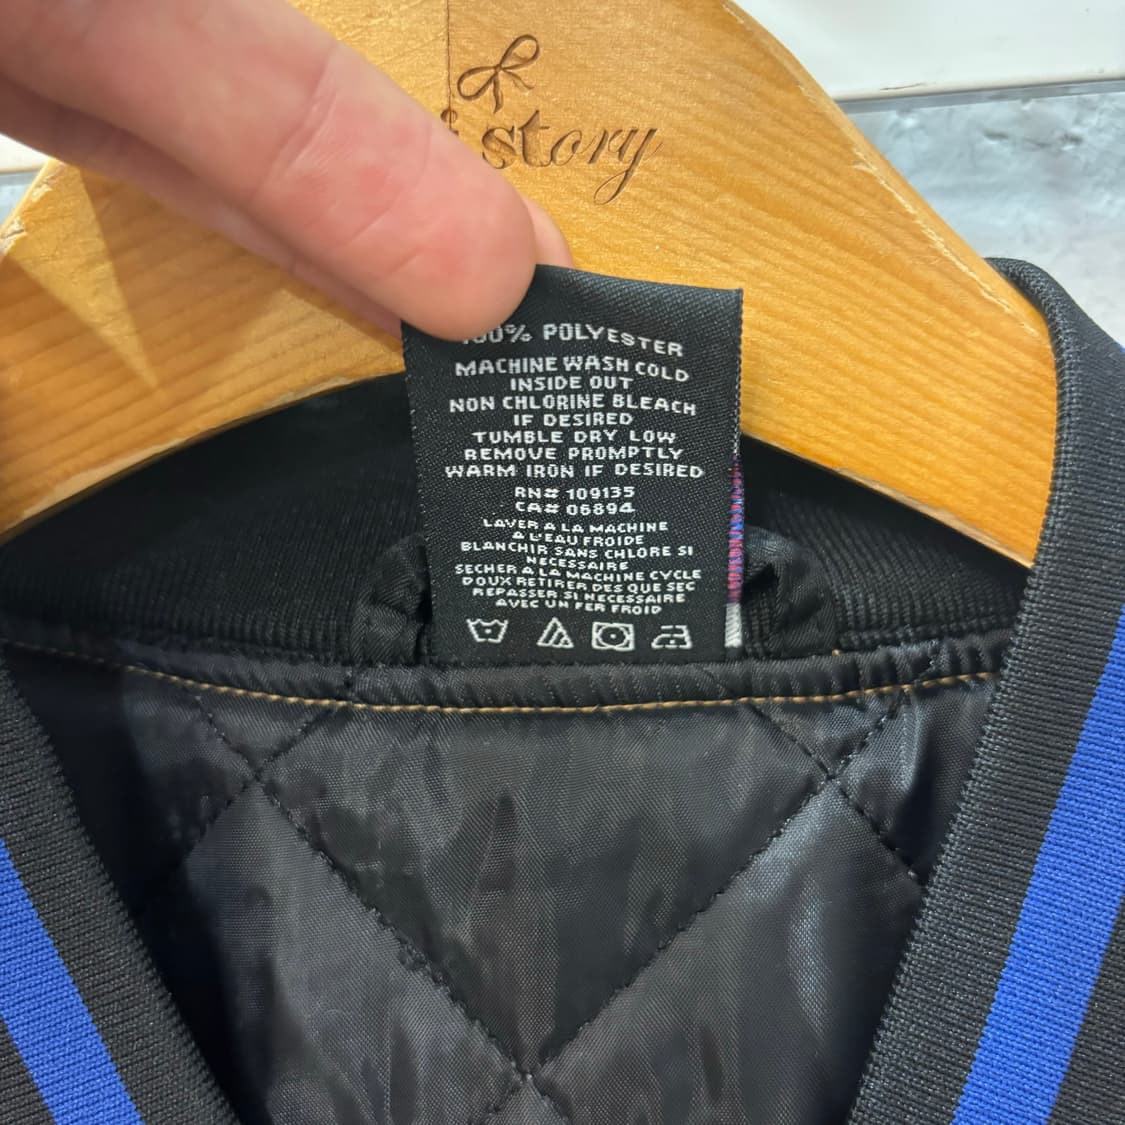 story
100% POLYESTER
MACHINE WASH COLD
INSIDE OUT
NON CHLORINE BLEACH
IF DESIRED
TUMBLE DRY LOW
REMOVE PROMPTLY
WARM IRON IF DESIRED
RN# 109135
CA# 06894
LAVER A LA MACHINE
A L'EAU FROIDE
BLANCHIR SANS CHLORE SI
NECESSAIRE
SECHER A LA MACHINE CYCLE
DOUX RETIRER DES QUE SEC
REPASSER SI NECESSAIRE
AVEC UN FER FROID